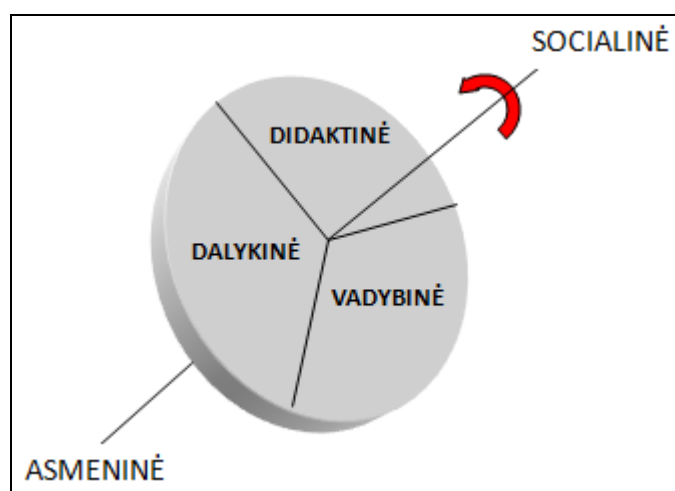 SOCIALINĖ
DIDAKTINĖ
DALYKINĖ
VADYBINĖ
ASMENINĖ